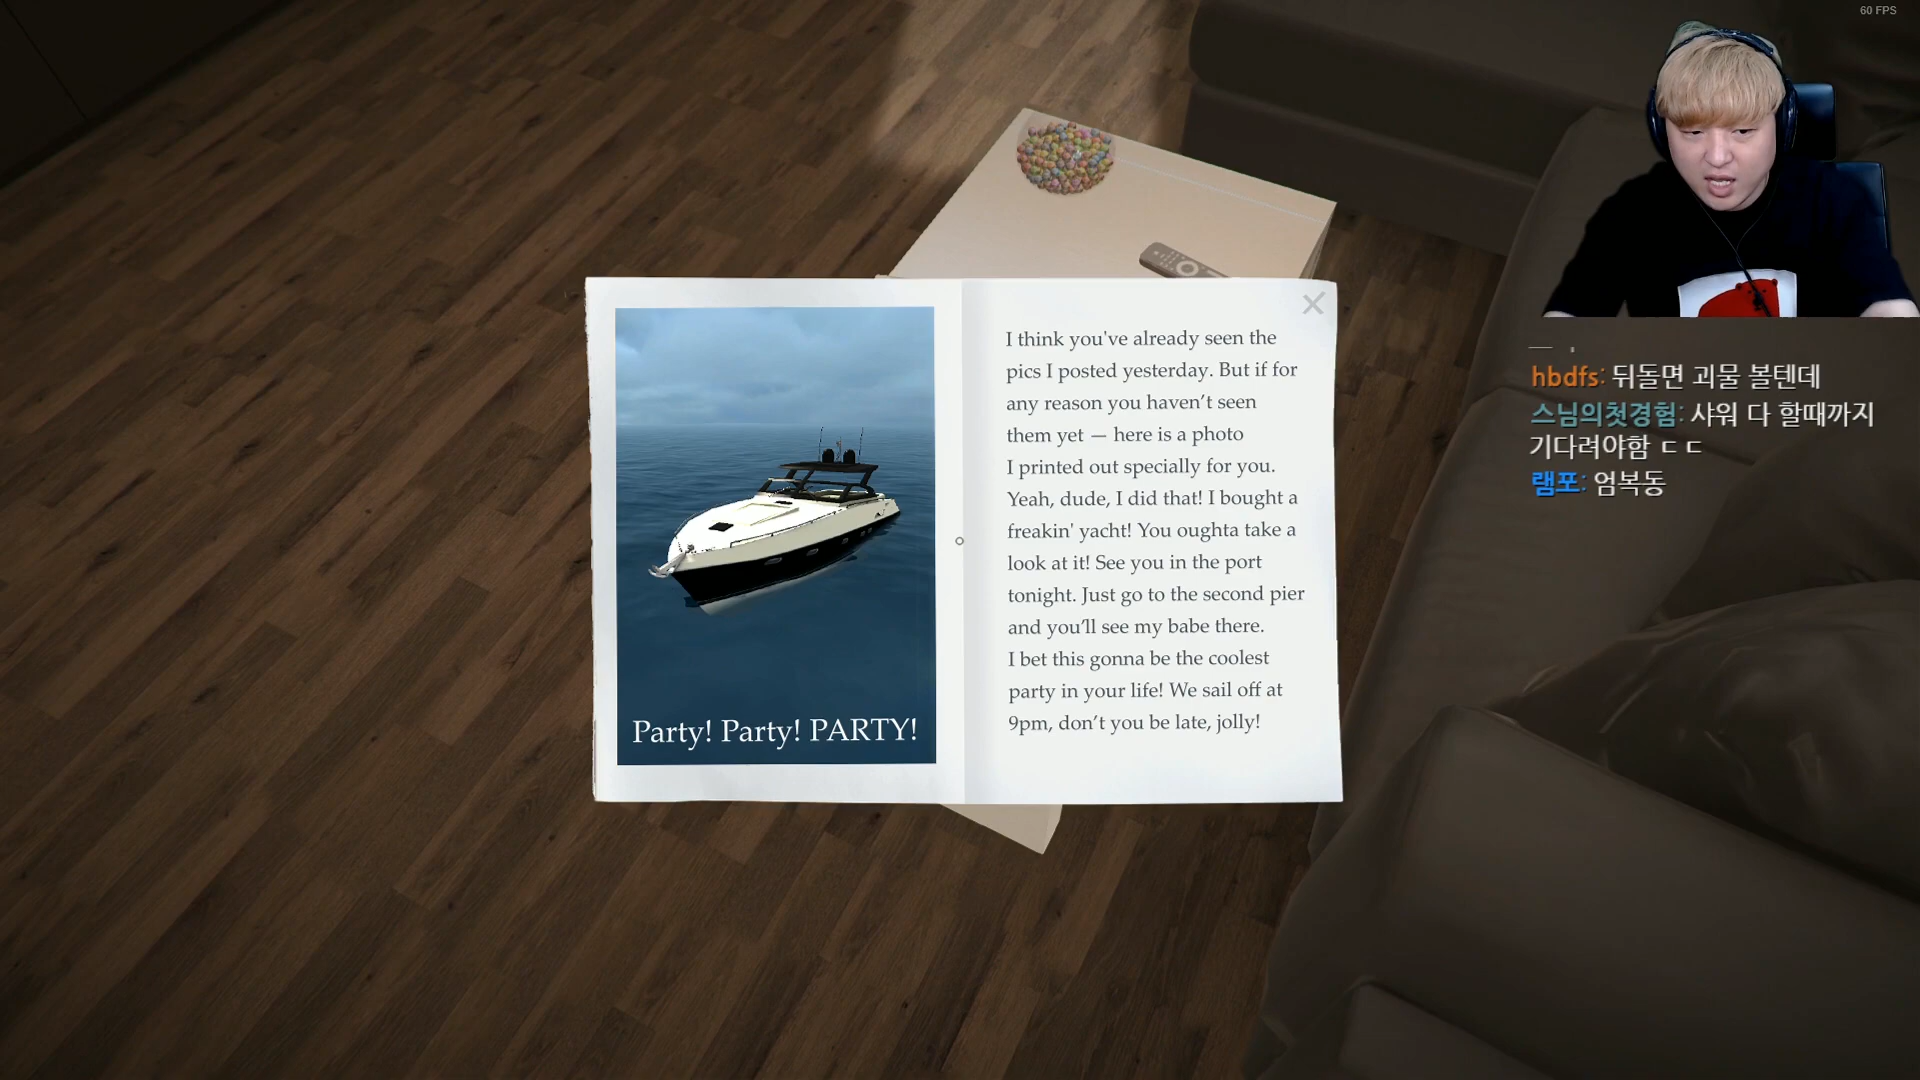 60 FPS
I think you've already seen the
pics I posted yesterday. But if for
any reason you haven’t seen
them yet — here is a photo
I printed out specially for you.
Yeah, dude, I did that! I bought a
freakin' yacht! You oughta take a
look at it! See you in the port
tonight. Just go to the second pier
and you’ll see my babe there.
I bet this gonna be the coolest
party in your life! We sail off at
9pm, don’t you be late, jolly!
Party! Party! PARTY!
hbdfs: 뒤돌면 괴물 볼텐데
스님의첫경험: 샤워 다 할때까지
기다려야함 ㄷㄷ
램포: 엄복동